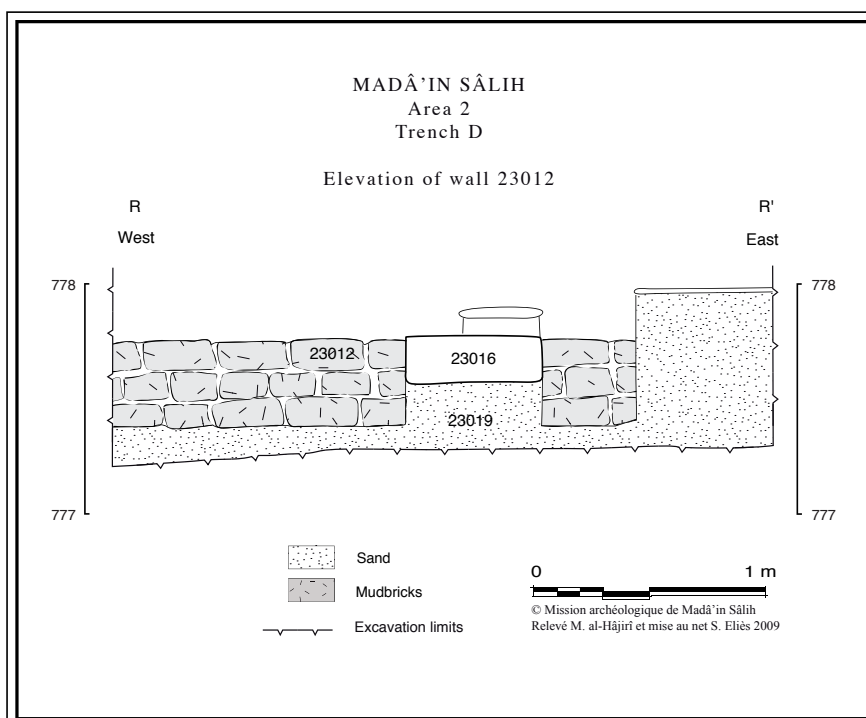 MADÂ'IN SÂLIH
Area 2
Trench D
Elevation of wall 23012
R R'
West East
778 778
23012 23016
23019
777 777
Sand
Mudbricks
Excavation limits
0 1 m
© Mission archéologique de Madâ'in Sâlih
Relevé M. al-Hâjirî et mise au net S. Eliès 2009